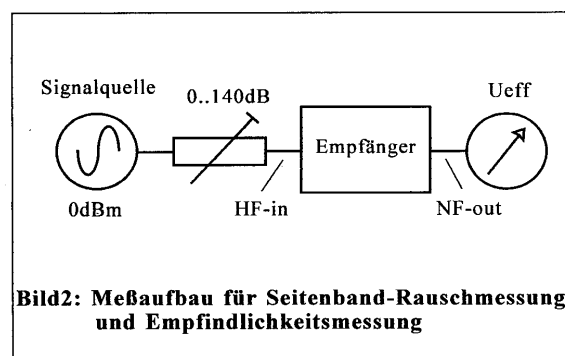 Signalquelle
0..140dB
Ueff
Empfänger
0dBm
HF-in
NF-out
Bild2: Meßaufbau für Seitenband-Rauschmessung
und Empfindlichkeitsmessung